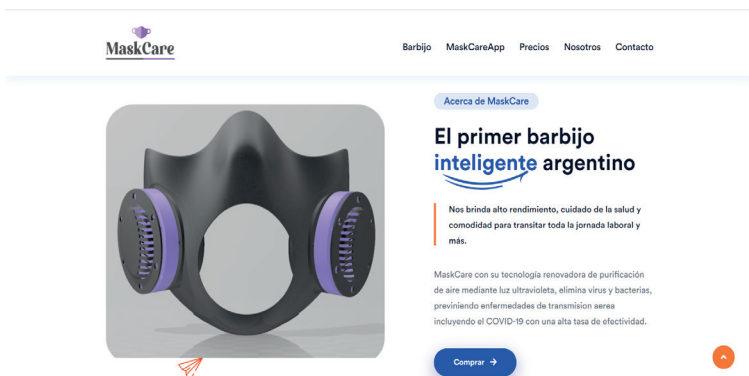 MaskCare
Barbijo MaskCareApp Precios Nosotros Contacto
Acerca de MaskCare
El primer barbijo
inteligente argentino
Nos brinda alto rendimiento, cuidado de la salud y
comodidad para transitar toda la jornada laboral y
más.
MaskCare con su tecnología renovadora de purificación
de aire mediante luz ultravioleta, elimina virus y bacterias,
previniendo enfermedades de transmision aerea
incluyendo el COVID-19 con una alta tasa de efectividad.
Comprar →